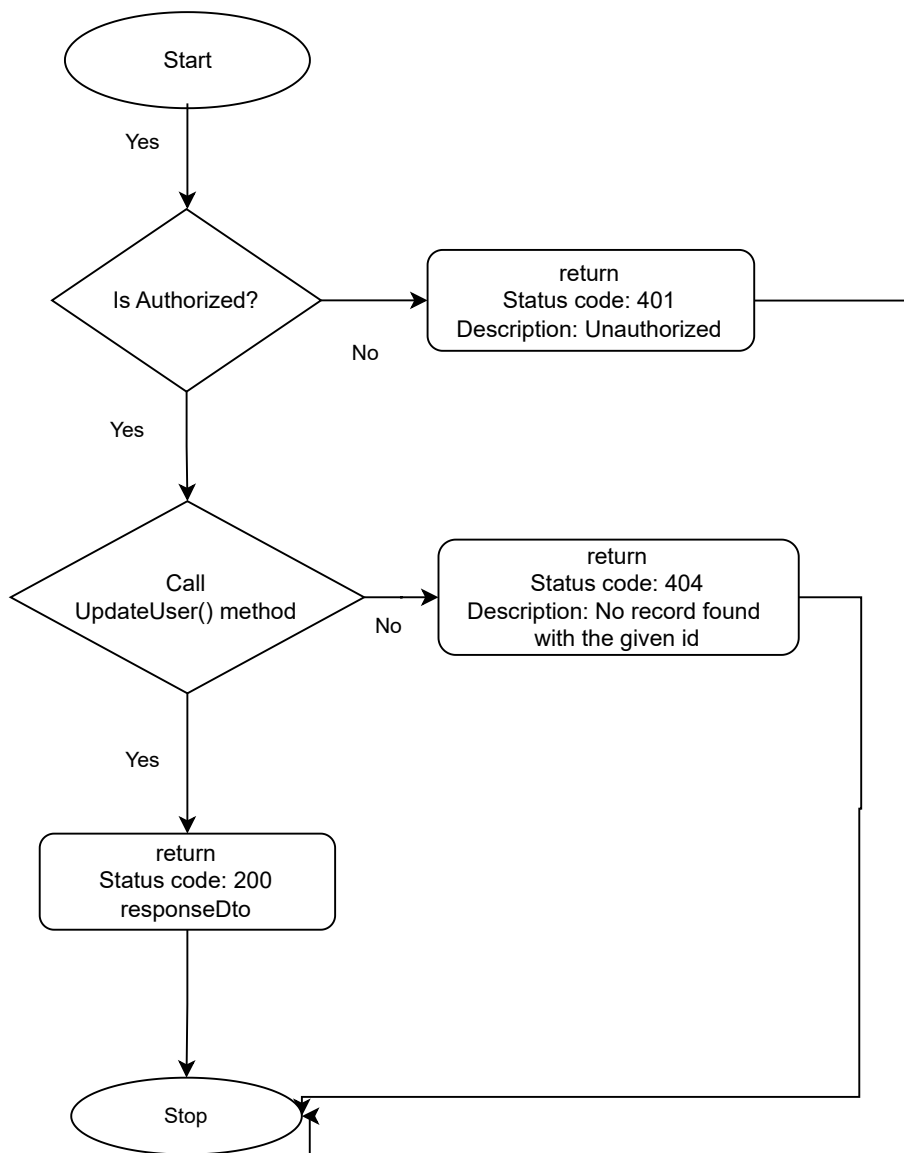 Start
Yes
Is Authorized?
return
Status code: 401
Description: Unauthorized
No
Yes
Call
UpdateUser() method
return
Status code: 404
Description: No record found
with the given id
No
Yes
return
Status code: 200
responseDto
Stop